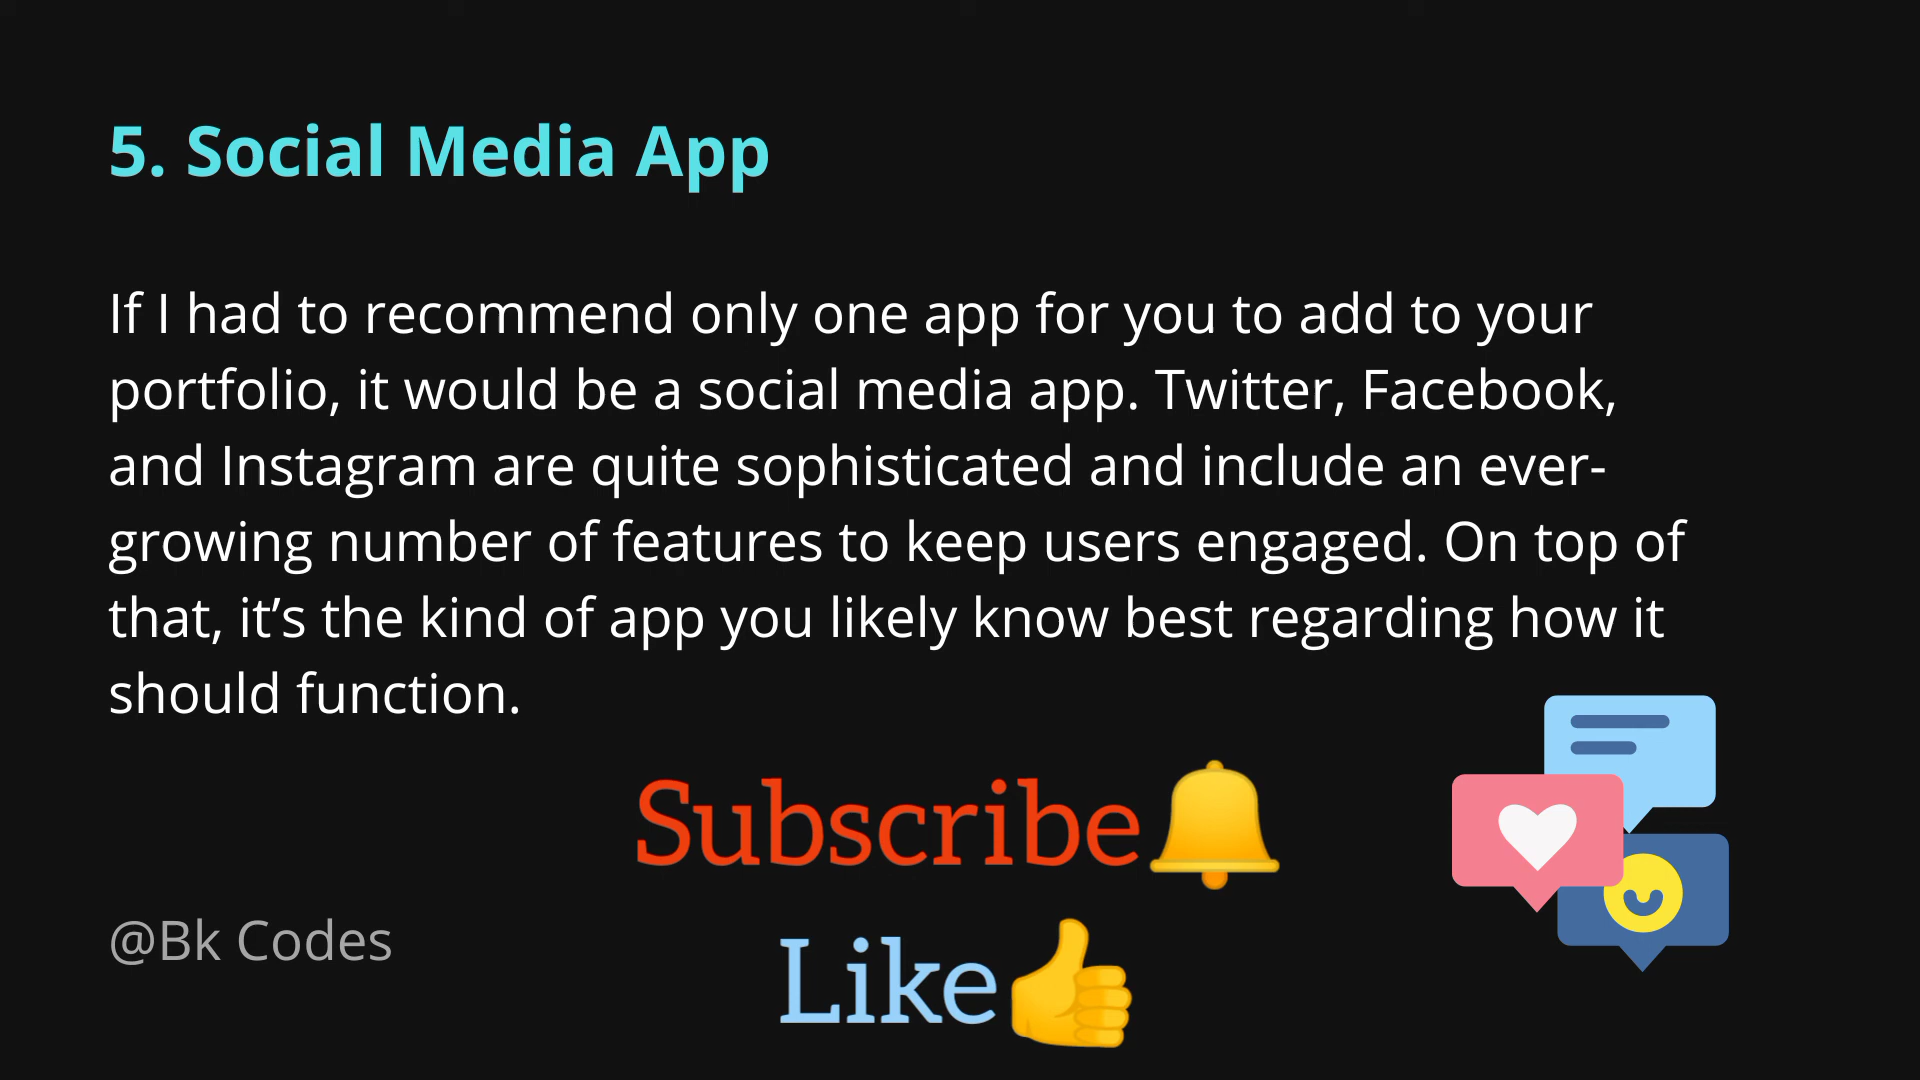 5. Social Media App
If I had to recommend only one app for you to add to your
portfolio, it would be a social media app. Twitter, Facebook,
and Instagram are quite sophisticated and include an ever-
growing number of features to keep users engaged. On top of
that, it’s the kind of app you likely know best regarding how it
should function.
Subscribe
@Bk Codes
Like